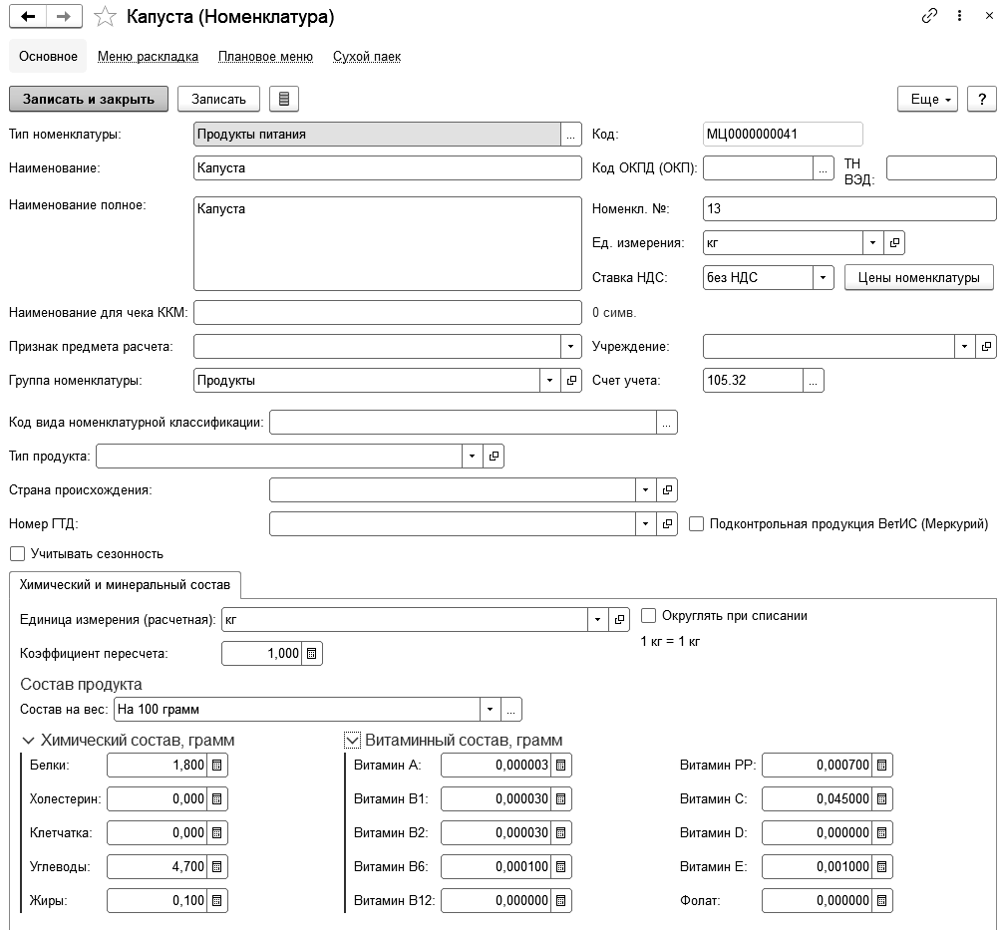 Капуста (Номенклатура)
Основное Меню раскладка Плановое меню Сухой паек
Записать и закрыть Записать Еще ?
Тип номенклатуры: Продукты питания ... Код: МЦ0000000041
Наименование: Капуста Код ОКПД (ОКП): ... ТН ВЭД:
Наименование полное: Капуста Номенкл. №: 13
Ед. измерения: кг
Ставка НДС: без НДС Цены номенклатуры
Наименование для чека ККМ: 0 симв.
Признак предмета расчета: Учреждение:
Группа номенклатуры: Продукты Счет учета: 105.32 ...
Код вида номенклатурной классификации: ...
Тип продукта:
Страна происхождения:
Номер ГТД: Подконтрольная продукция ВетИС (Меркурий)
Учитывать сезонность
Химический и минеральный состав
Единица измерения (расчетная): кг Округлять при списании
1 кг = 1 кг
Коэффициент пересчета: 1,000
Состав продукта
Состав на вес: На 100 грамм ...
Химический состав, грамм Витаминный состав, грамм
Белки: 1,800 Витамин А: 0,000003 Витамин РР: 0,000700
Холестерин: 0,000 Витамин В1: 0,000030 Витамин С: 0,045000
Клетчатка: 0,000 Витамин В2: 0,000030 Витамин D: 0,000000
Углеводы: 4,700 Витамин В6: 0,000100 Витамин Е: 0,001000
Жиры: 0,100 Витамин В12: 0,000000 Фолат: 0,000000